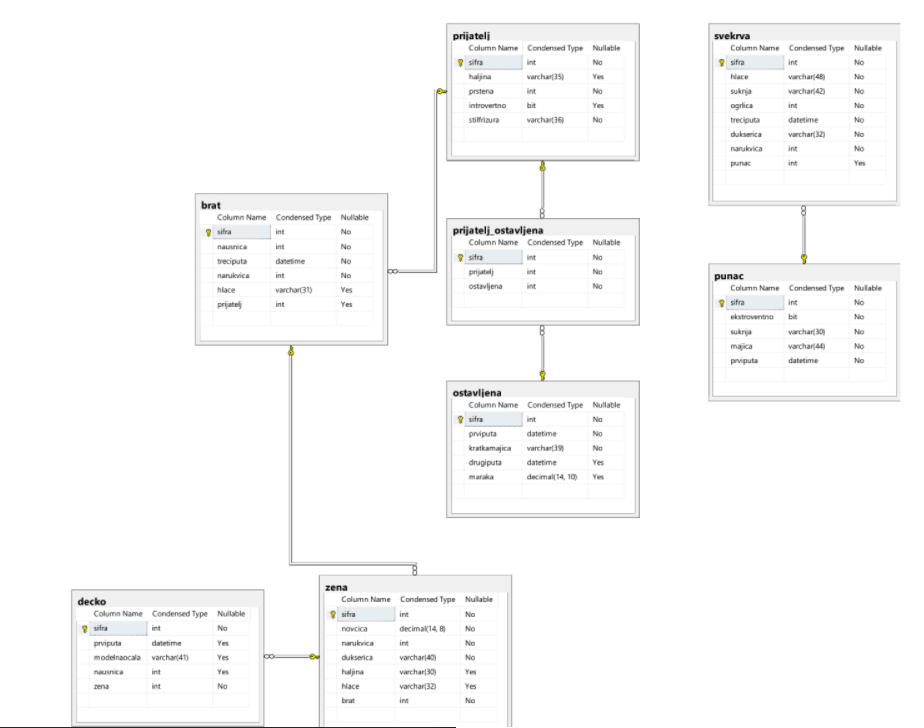 prijatelj
Column Name Condensed Type Nullable
sifra int No
haljina varchar(35) Yes
prstena int No
introvertno bit Yes
stilfrizura varchar(36) No
svekrva
Column Name Condensed Type Nullable
sifra int No
hlace varchar(48) No
suknja varchar(42) No
ogrlica int No
treciputa datetime No
dukserica varchar(32) No
narukvica int No
punac int Yes
brat
Column Name Condensed Type Nullable
sifra int No
nausnica int No
treciputa datetime No
narukvica int No
hlace varchar(31) Yes
prijatelj int Yes
prijatelj_ostavljena
Column Name Condensed Type Nullable
sifra int No
prijatelj int No
ostavljena int No
punac
Column Name Condensed Type Nullable
sifra int No
ekstroventno bit No
suknja varchar(30) No
majica varchar(44) No
prviputa datetime No
ostavljena
Column Name Condensed Type Nullable
sifra int No
prviputa datetime No
kratkamajica varchar(39) No
drugiputa datetime Yes
maraka decimal(14, 10) Yes
decko
Column Name Condensed Type Nullable
sifra int No
prviputa datetime Yes
modelnaocala varchar(41) Yes
nausnica int Yes
zena int No
zena
Column Name Condensed Type Nullable
sifra int No
novcica decimal(14, 8) No
narukvica int No
dukserica varchar(40) No
haljina varchar(30) Yes
hlace varchar(32) Yes
brat int No